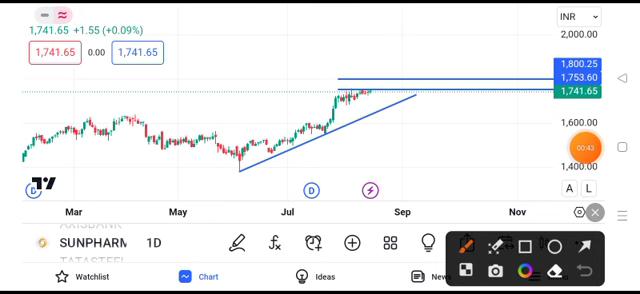 INR
1,741.65 +1.55 (+0.09%)
2,000.00
1,741.65 0.00 1,741.65
1,800.25
1,753.60
1,741.65
1,600.00
00:43
1,400.00
D D
A L
Mar May Jul Sep Nov
AXISBANK
SUNPHARM 1D
TATASTEEL
Watchlist Chart Ideas News